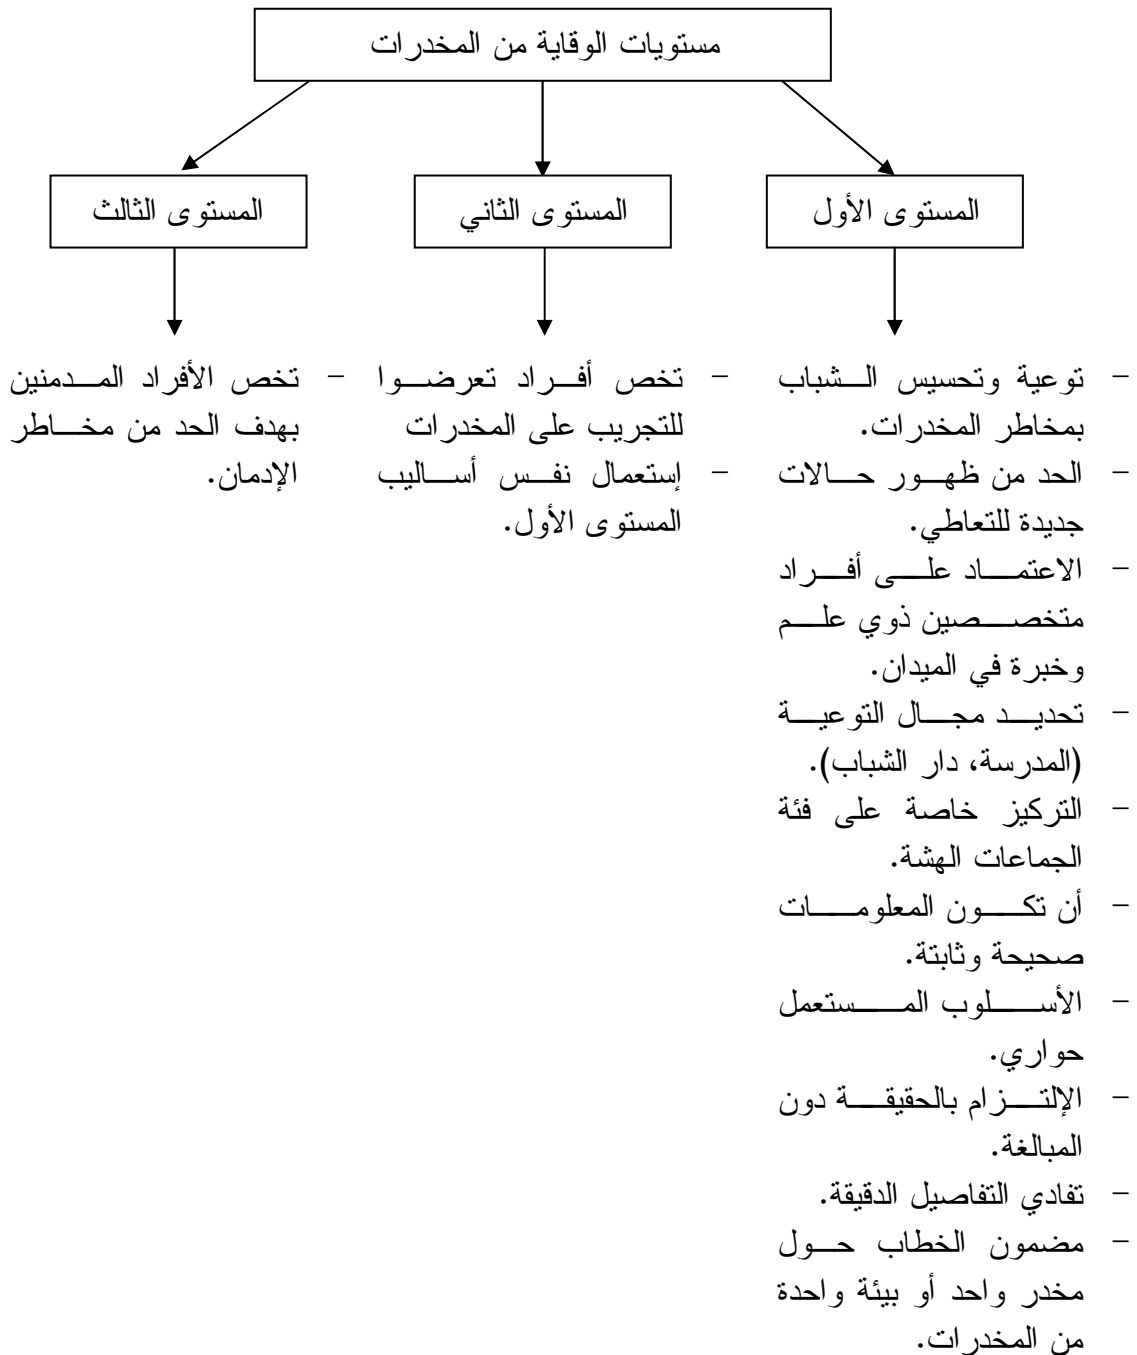 مستويات الوقاية من المخدرات
المستوى الأول
المستوى الثاني
المستوى الثالث
– توعية وتحسيس الشباب
بمخاطر المخدرات.
– الحد من ظهور حالات
جديدة للتعاطي.
– الاعتماد على أفراد
متخصصين ذوي علم
وخبرة في الميدان.
– تحديد مجال التوعية
(المدرسة، دار الشباب).
– التركيز خاصة على فئة
الجماعات الهشة.
– أن تكون المعلومات
صحيحة وثابتة.
– الأسلوب المستعمل
حواري.
– الإلتزام بالحقيقة دون
المبالغة.
– تفادي التفاصيل الدقيقة.
– مضمون الخطاب حول
مخدر واحد أو بيئة واحدة
من المخدرات.
– تخص أفراد تعرضوا
للتجريب على المخدرات
– إستعمال نفس أساليب
المستوى الأول.
– تخص الأفراد المدمنين
بهدف الحد من مخاطر
الإدمان.